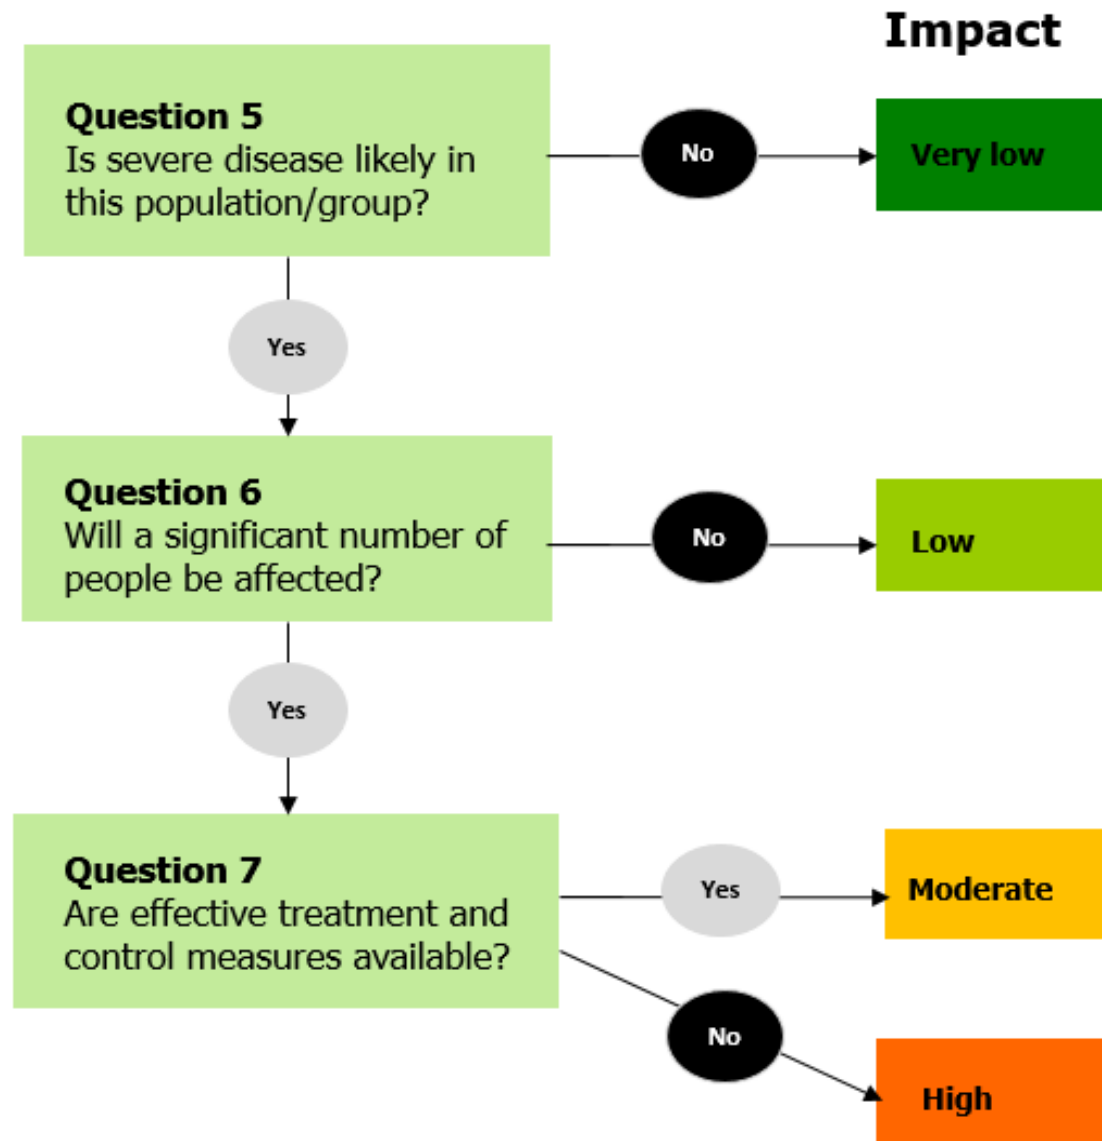 Impact
Question 5
Is severe disease likely in
this population/group?
No
Very low
Yes
Question 6
Will a significant number of
people be affected?
No
Low
Yes
Question 7
Are effective treatment and
control measures available?
Yes
Moderate
No
High